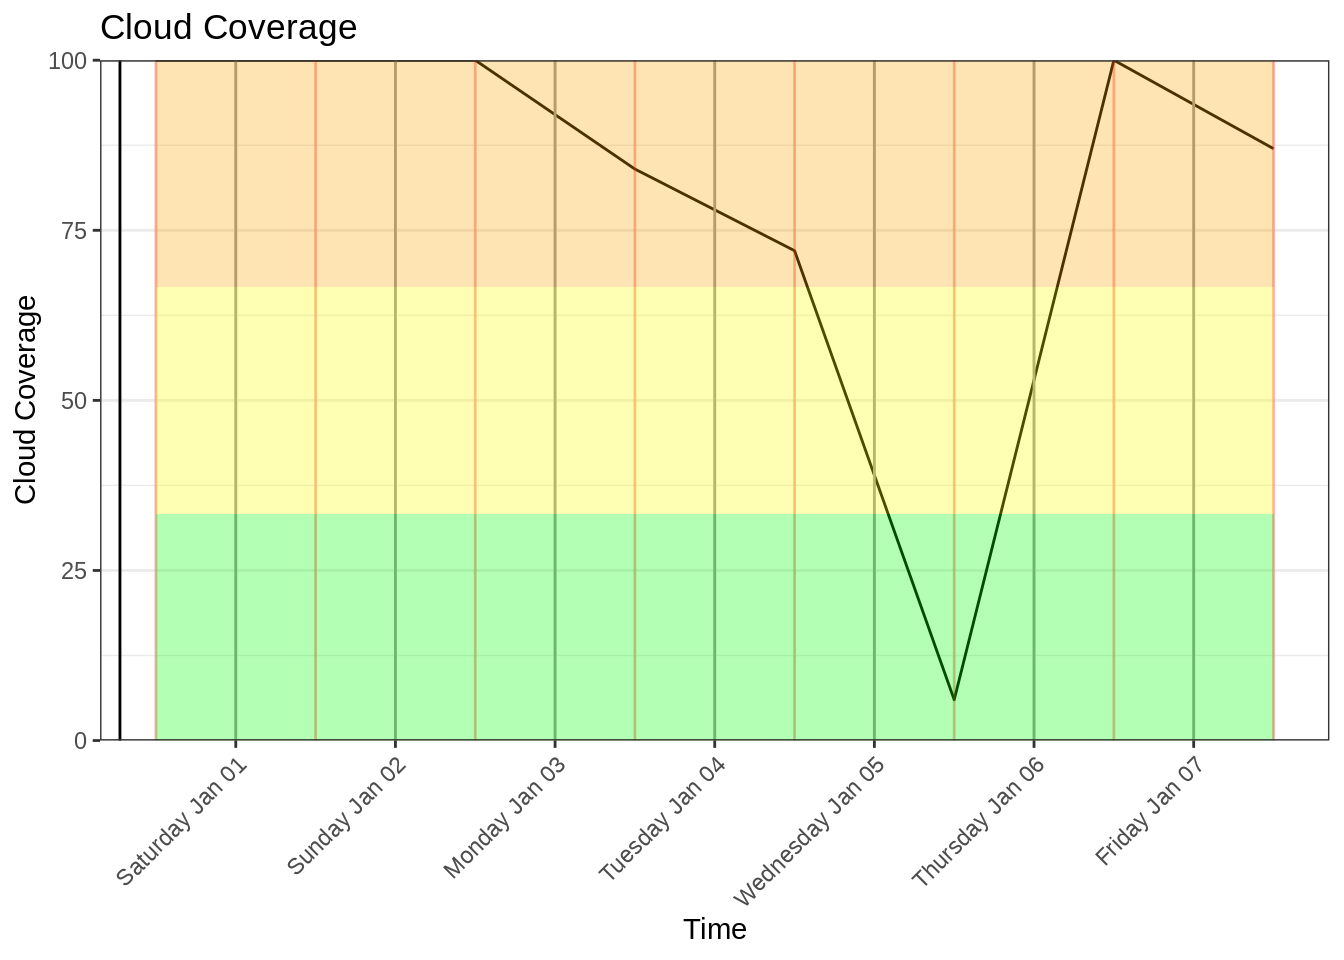 Cloud Coverage
Cloud Coverage
100
75
50
25
0
Saturday Jan 01
Sunday Jan 02
Monday Jan 03
Tuesday Jan 04
Wednesday Jan 05
Thursday Jan 06
Friday Jan 07
Time